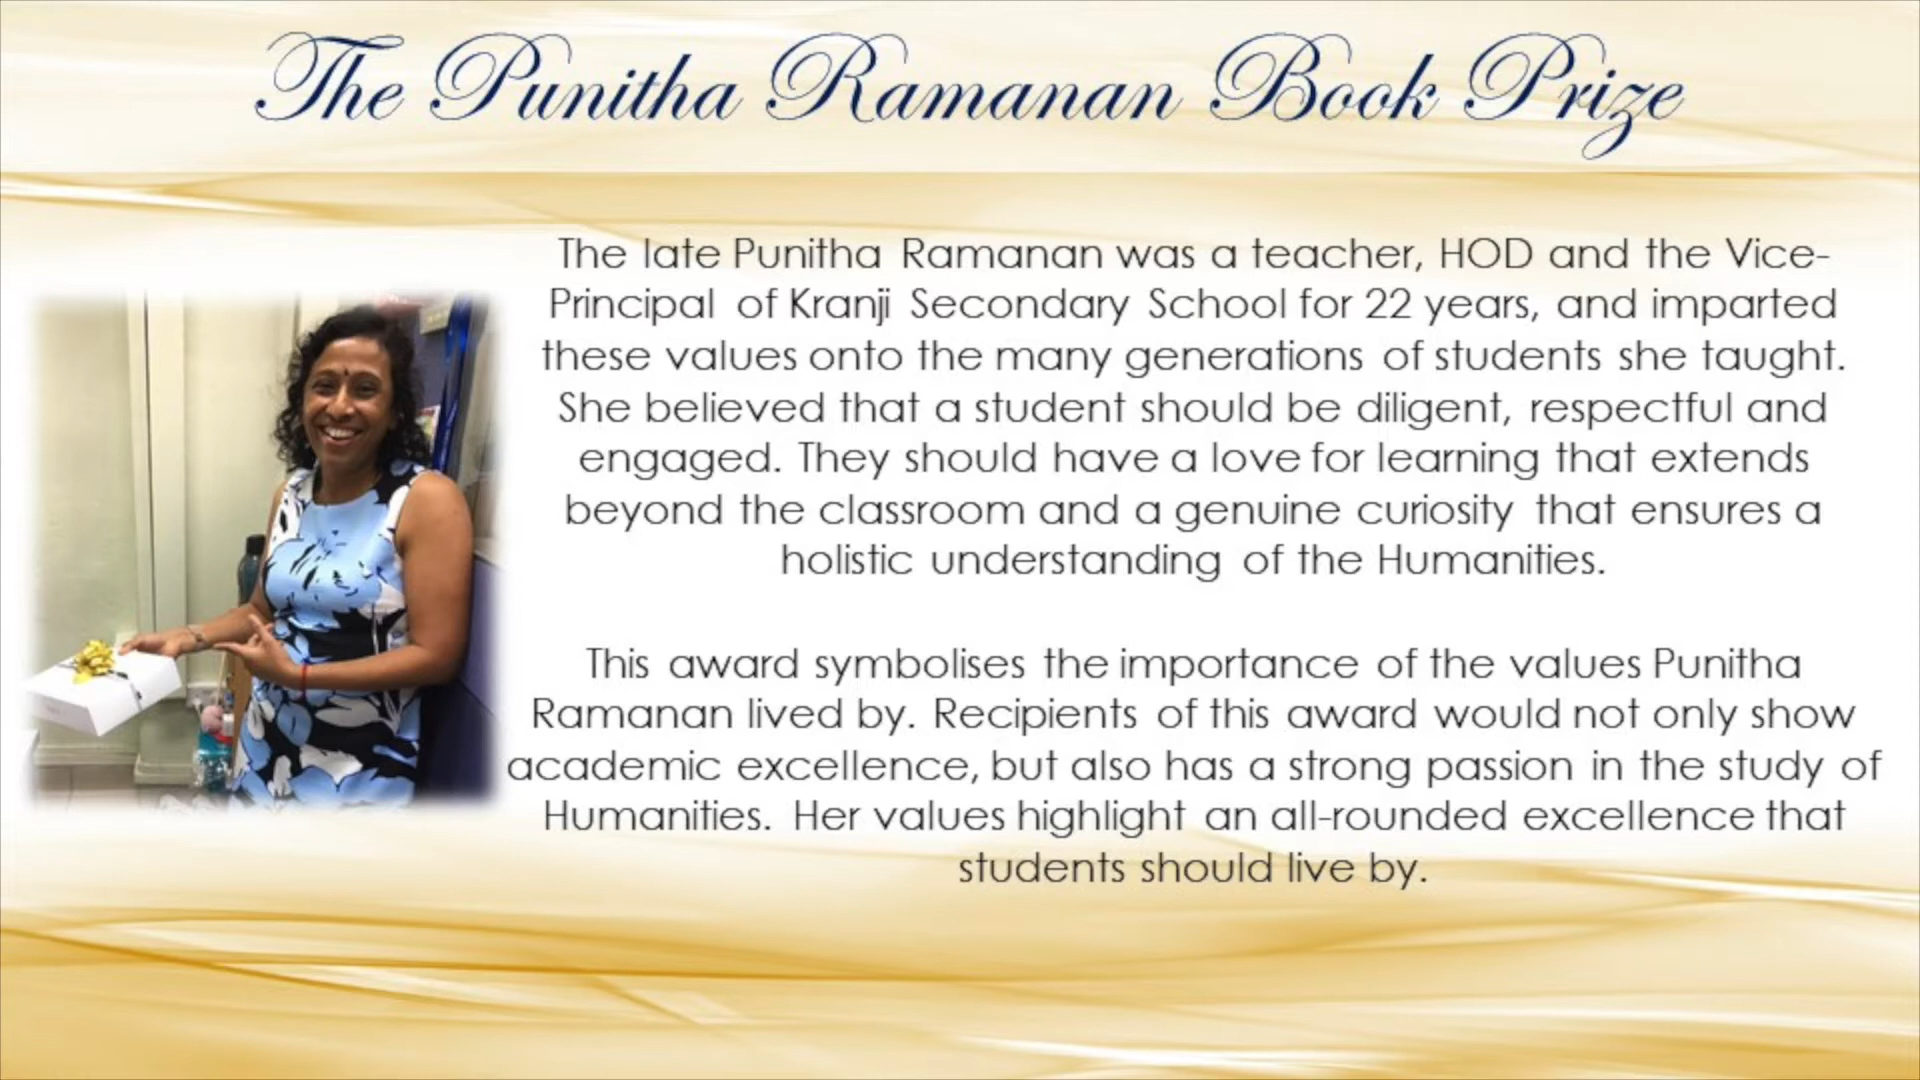 The Punitha Ramanan Book Prize
The late Punitha Ramanan was a teacher, HOD and the Vice-
Principal of Kranji Secondary School for 22 years, and imparted
these values onto the many generations of students she taught.
She believed that a student should be diligent, respectful and
engaged. They should have a love for learning that extends
beyond the classroom and a genuine curiosity that ensures a
holistic understanding of the Humanities.
This award symbolises the importance of the values Punitha
Ramanan lived by. Recipients of this award would not only show
academic excellence, but also has a strong passion in the study of
Humanities. Her values highlight an all-rounded excellence that
students should live by.